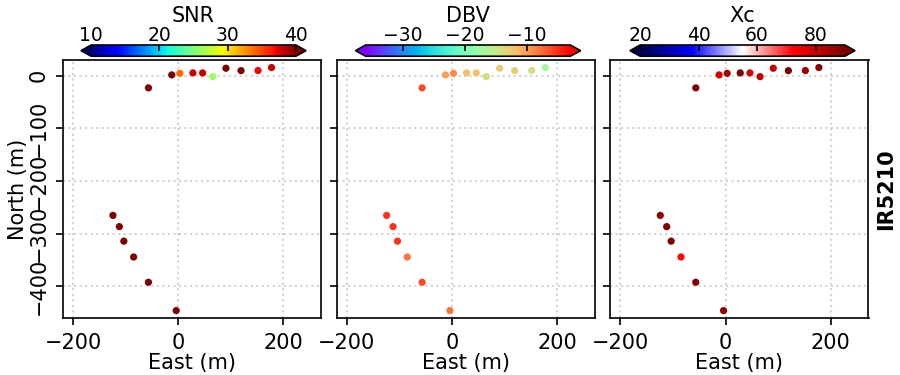 SNR DBV Xc
10 20 30 40 −30 −20 −10 20 40 60 80
0
−100
−200
−300
−400
North (m)
IR5210
−200 0 200 −200 0 200 −200 0 200
East (m) East (m) East (m)